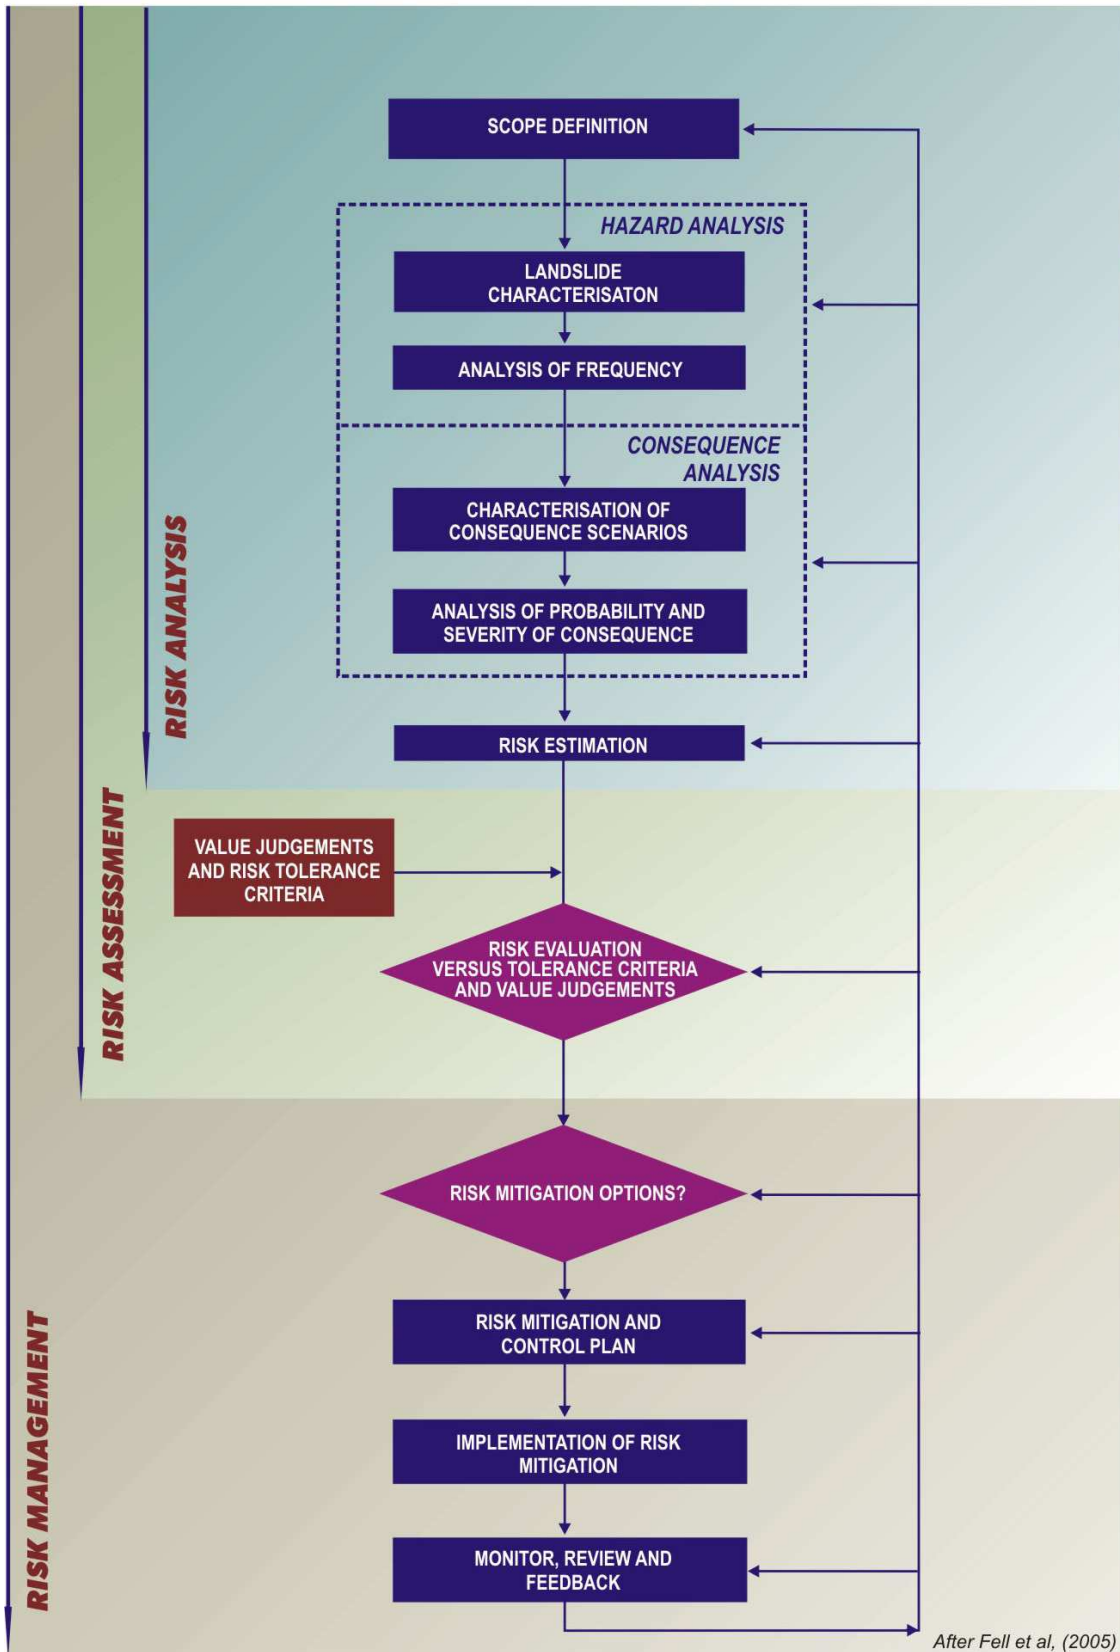 SCOPE DEFINITION
HAZARD ANALYSIS
LANDSLIDE
CHARACTERISATON
ANALYSIS OF FREQUENCY
CONSEQUENCE
ANALYSIS
CHARACTERISATION OF
CONSEQUENCE SCENARIOS
ANALYSIS OF PROBABILITY AND
SEVERITY OF CONSEQUENCE
RISK ANALYSIS
RISK ESTIMATION
VALUE JUDGEMENTS
AND RISK TOLERANCE
CRITERIA
RISK ASSESSMENT
RISK EVALUATION
VERSUS TOLERANCE CRITERIA
AND VALUE JUDGEMENTS
RISK MITIGATION OPTIONS?
RISK MITIGATION AND
CONTROL PLAN
RISK MANAGEMENT
IMPLEMENTATION OF RISK
MITIGATION
MONITOR, REVIEW AND
FEEDBACK
After Fell et al, (2005)